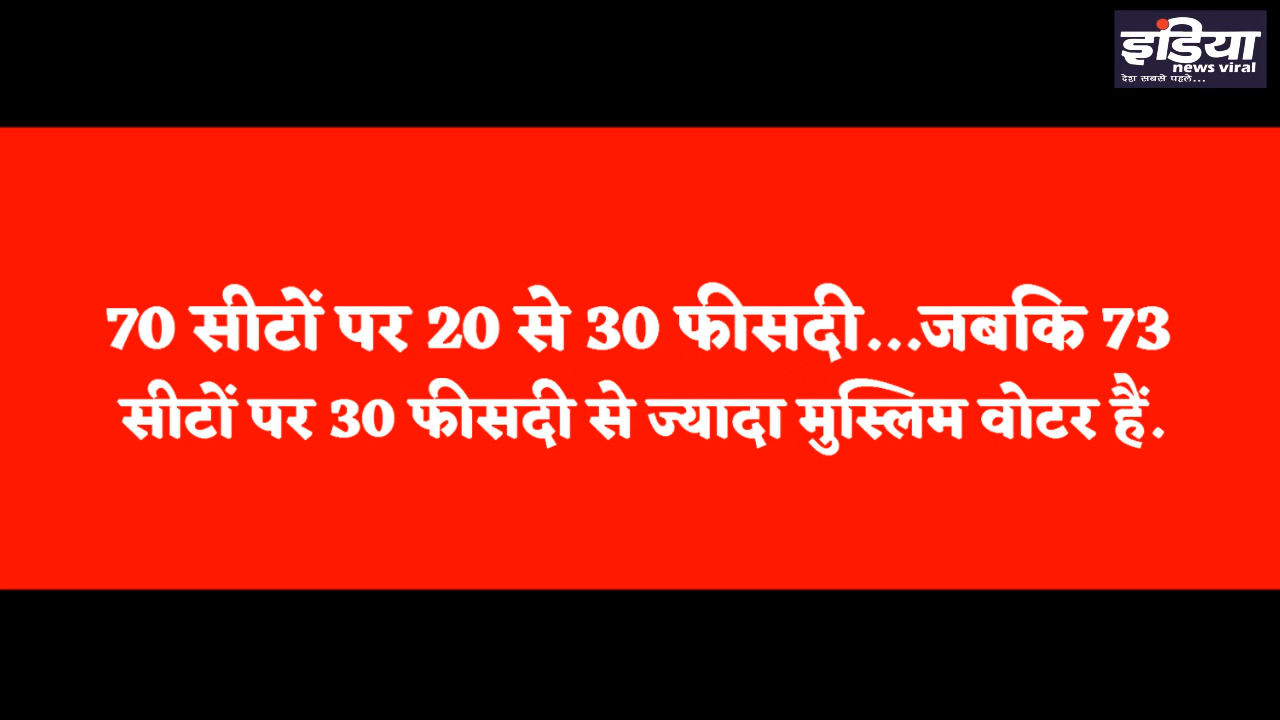 इंडिया
news viral
देश सबसे पहले...
70 सीटों पर 20 से 30 फीसदी...जबकि 73
सीटों पर 30 फीसदी से ज्यादा मुस्लिम वोटर हैं.